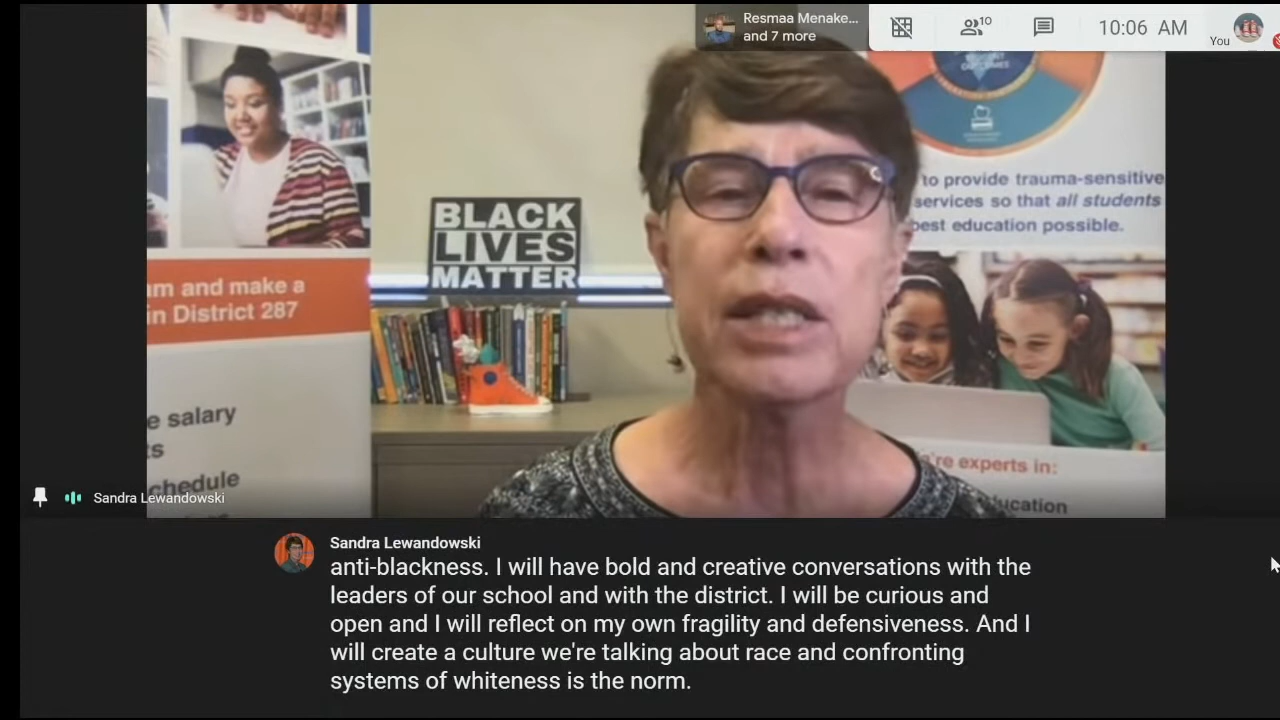 Resmaa Menake...
and 7 more
10
10:06 AM
You
OUTCOMES
to provide trauma-sensitive
services so that all students
best education possible.
BLACK
LIVES
MATTER
am and make a
in District 287
e salary
ts
chedule
're experts in:
ucation
Sandra Lewandowski
Sandra Lewandowski
anti-blackness. I will have bold and creative conversations with the
leaders of our school and with the district. I will be curious and
open and I will reflect on my own fragility and defensiveness. And I
will create a culture we're talking about race and confronting
systems of whiteness is the norm.